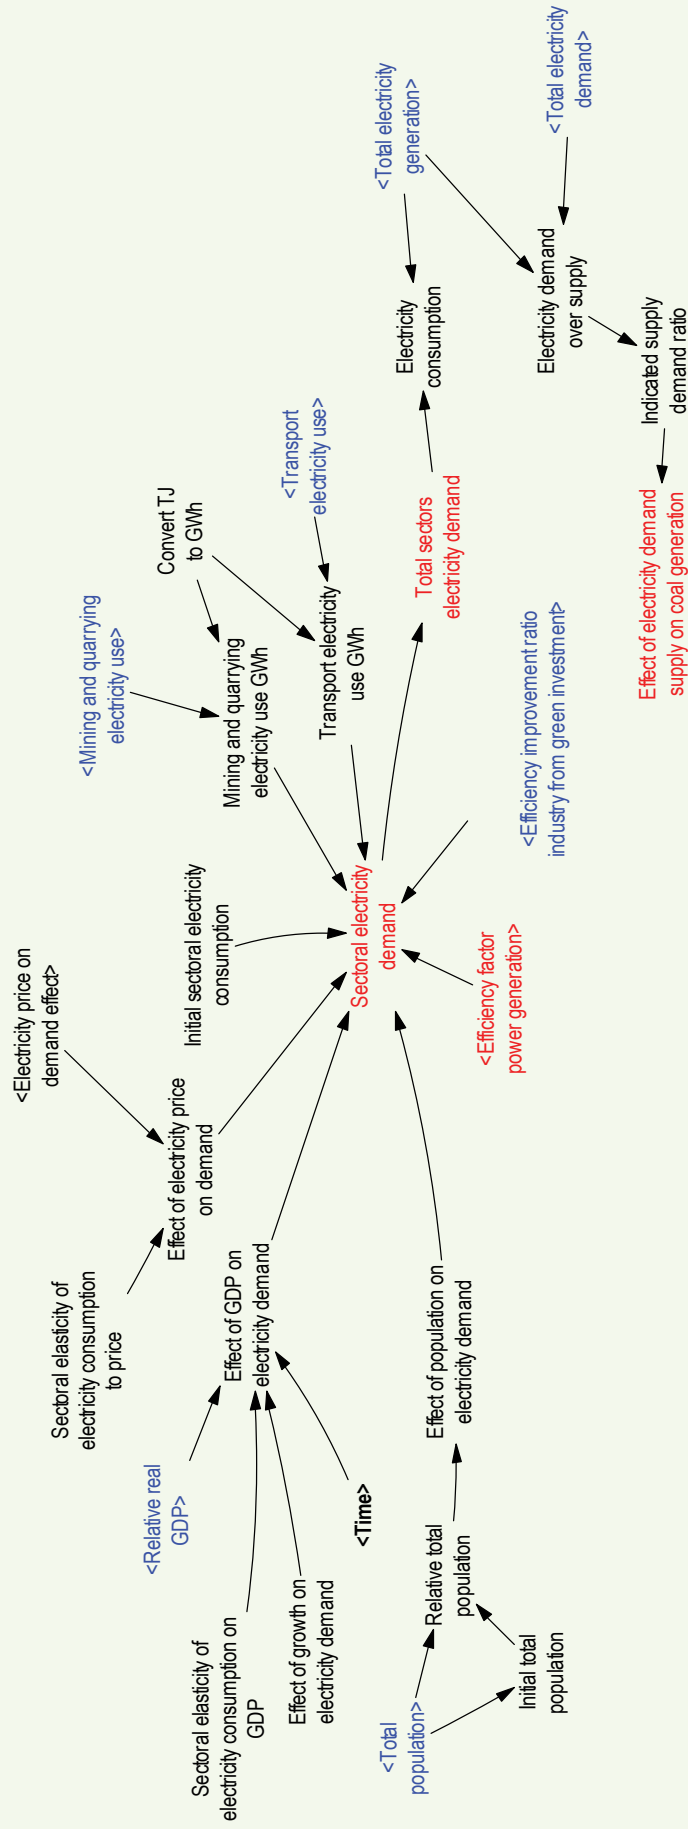 <Electricity price on
demand effect>
Sectoral elasticity of
electricity consumption
to price
Effect of electricity price
on demand
Initial sectoral electricity
consumption
<Mining and quarrying
electricity use>
Convert TJ
to GWh
Mining and quarrying
electricity use GWh
<Transport
electricity use>
Transport electricity
use GWh
<Relative real
GDP>
Effect of GDP on
electricity demand
Sectoral elasticity of
electricity consumption on
GDP
Effect of growth on
electricity demand
<Time>
Sectoral electricity
demand
Total sectors
electricity demand
Electricity
consumption
<Total electricity
generation>
<Total
population>
Relative total
population
Initial total
population
Effect of population on
electricity demand
<Efficiency factor
power generation>
<Efficiency improvement ratio
industry from green investment>
Electricity demand
over supply
<Total electricity
demand>
Indicated supply
demand ratio
Effect of electricity demand
supply on coal generation